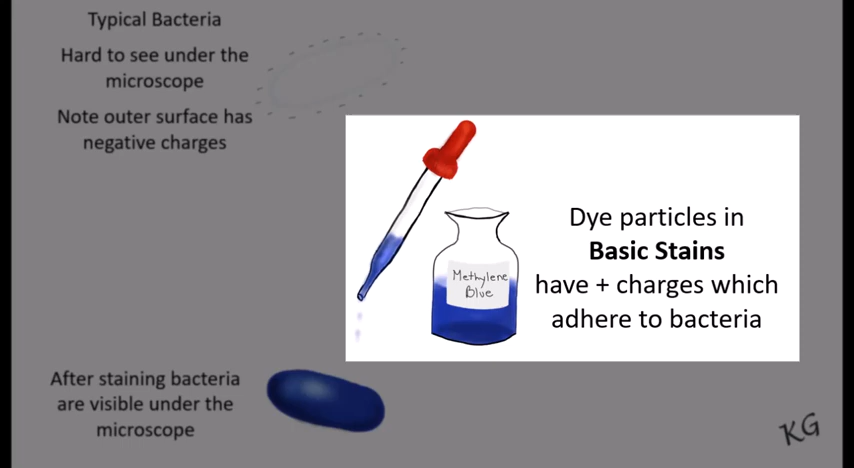 Typical Bacteria
Hard to see under the
microscope
Note outer surface has
negative charges
Methylene
Blue
Dye particles in
Basic Stains
have + charges which
adhere to bacteria
After staining bacteria
are visible under the
microscope
KG